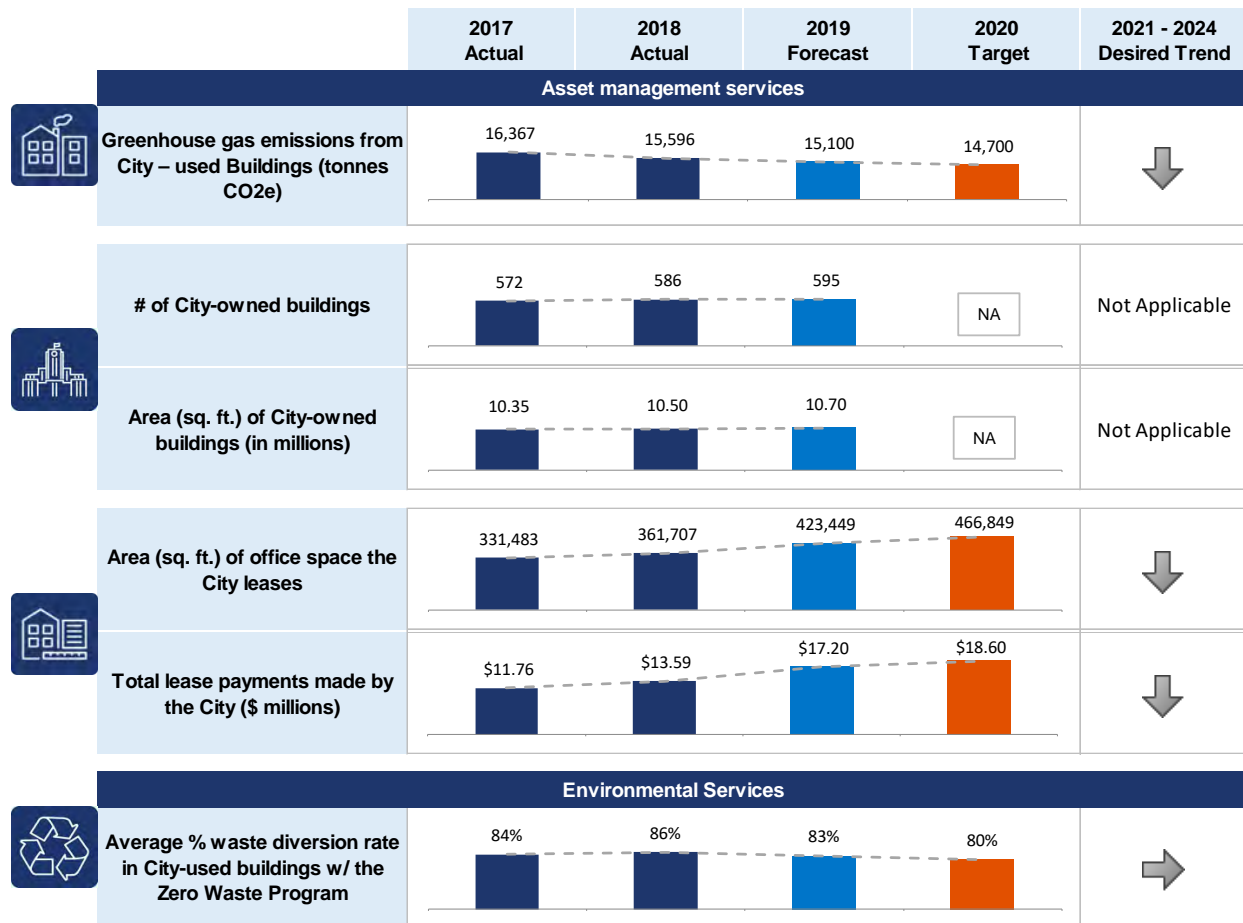 2017
Actual
2018
Actual
2019
Forecast
2020
Target
2021 - 2024
Desired Trend
Asset management services
Greenhouse gas emissions from
City – used Buildings (tonnes
CO2e)
16,367
15,596
15,100
14,700
# of City-owned buildings
572
586
595
NA
Not Applicable
Area (sq. ft.) of City-owned
buildings (in millions)
10.35
10.50
10.70
NA
Not Applicable
Area (sq. ft.) of office space the
City leases
331,483
361,707
423,449
466,849
Total lease payments made by
the City ($ millions)
$11.76
$13.59
$17.20
$18.60
Environmental Services
Average % waste diversion rate
in City-used buildings w/ the
Zero Waste Program
84%
86%
83%
80%